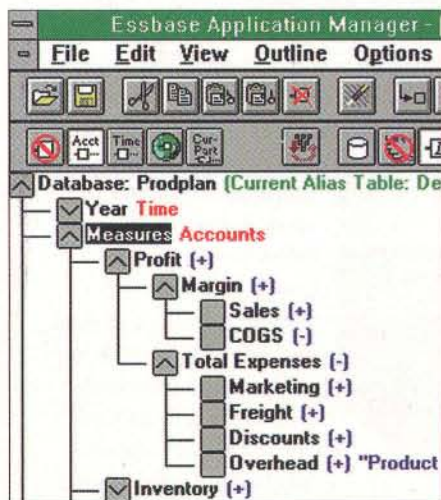 Essbase Application Manager -
File Edit View Outline Options
Acct Time Cur- Part
Database: Prodplan (Current Alias Table: De
Year Time
Measures Accounts
Profit (+)
Margin (+)
Sales (+)
COGS (-)
Total Expenses (-)
Marketing (+)
Freight (+)
Discounts (+)
Overhead (+) "Product
Inventory (+)